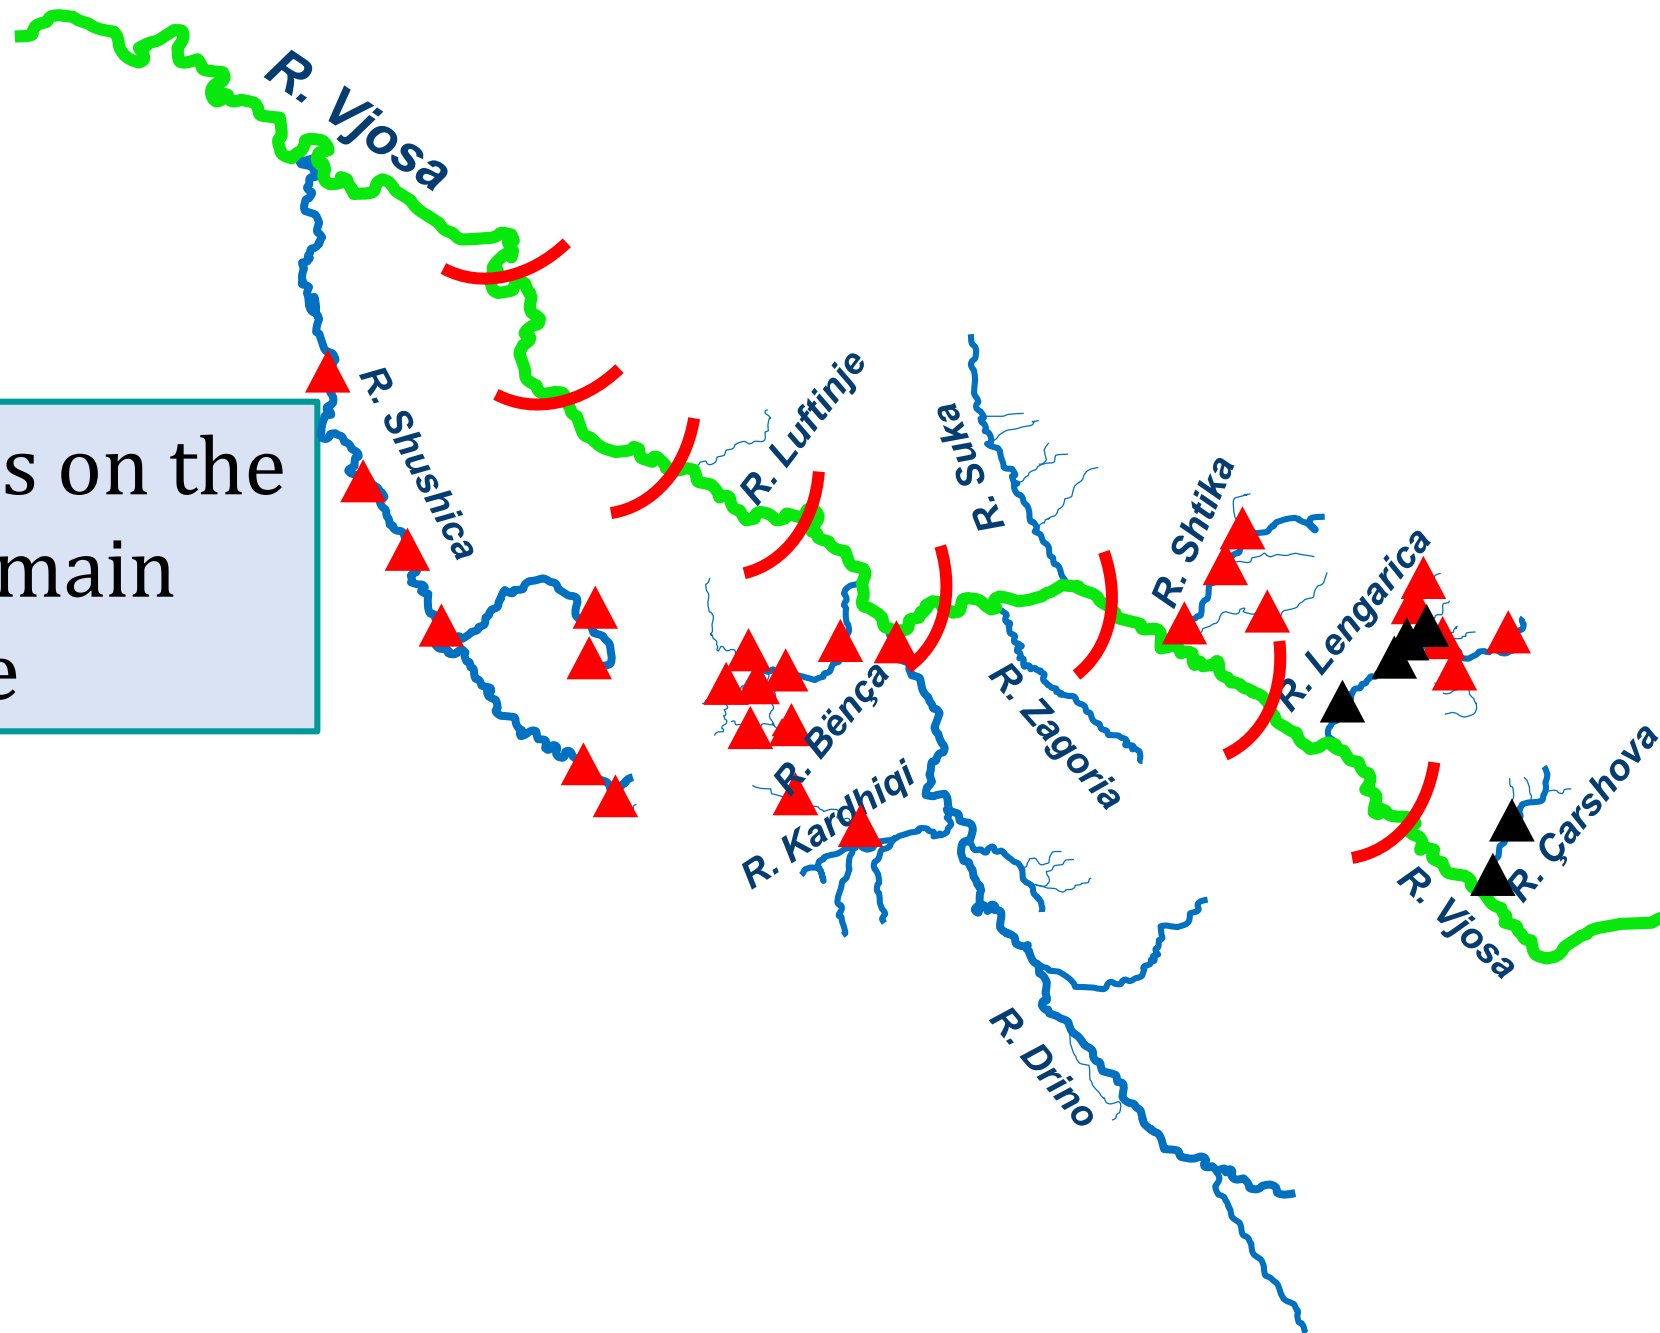 R. Vjosa
R. Shushica
s on the
main
e
R. Luftinje
R. Suka
R. Shtika
R. Lengarica
R. Bënça
R. Zagoria
R. Kardhiqi
R. Çarshova
R. Vjosa
R. Drino